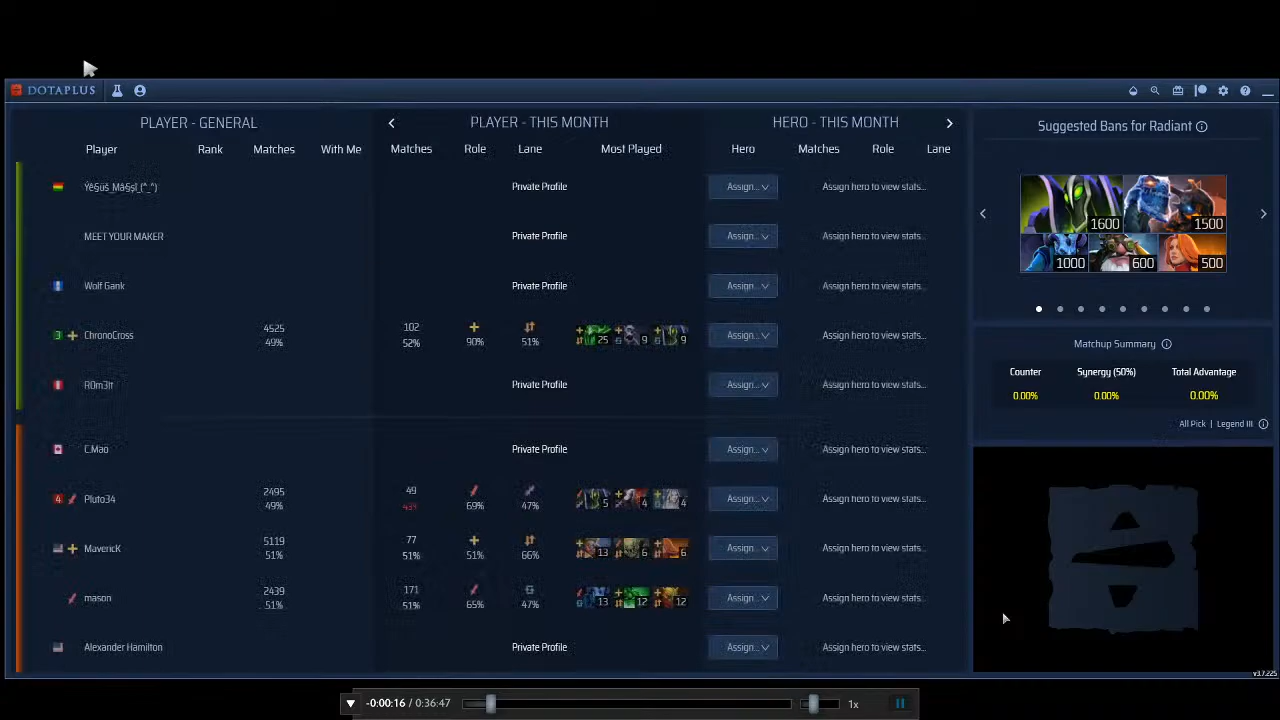 DOTAPLUS
PLAYER - GENERAL
PLAYER - THIS MONTH
HERO - THIS MONTH
Player Rank Matches With Me
Matches Role Lane Most Played
Hero Matches Role Lane
Private Profile Assign... Assign hero to view stats...
MEET YOUR MAKER Private Profile Assign... Assign hero to view stats...
Wolf Gank Private Profile Assign... Assign hero to view stats...
3 ChronoCross 4525 102 25 9 9 Assign... Assign hero to view stats...
49% 52% 90% 51%
R0m3!t Private Profile Assign... Assign hero to view stats...
C.Mao Private Profile Assign... Assign hero to view stats...
4 Pluto34 2495 49 5 4 4 Assign... Assign hero to view stats...
49% 43% 69% 47%
MavericK 5119 77 13 6 6 Assign... Assign hero to view stats...
51% 51% 51% 66%
mason 2439 171 13 12 12 Assign... Assign hero to view stats...
51% 51% 65% 47%
Alexander Hamilton Private Profile Assign... Assign hero to view stats...
Suggested Bans for Radiant
1600 1500
1000 600 500
Matchup Summary
Counter Synergy (50%) Total Advantage
0.00% 0.00% 0.00%
All Pick | Legend III
v3.7.225
-0:00:16 / 0:36:47 1x